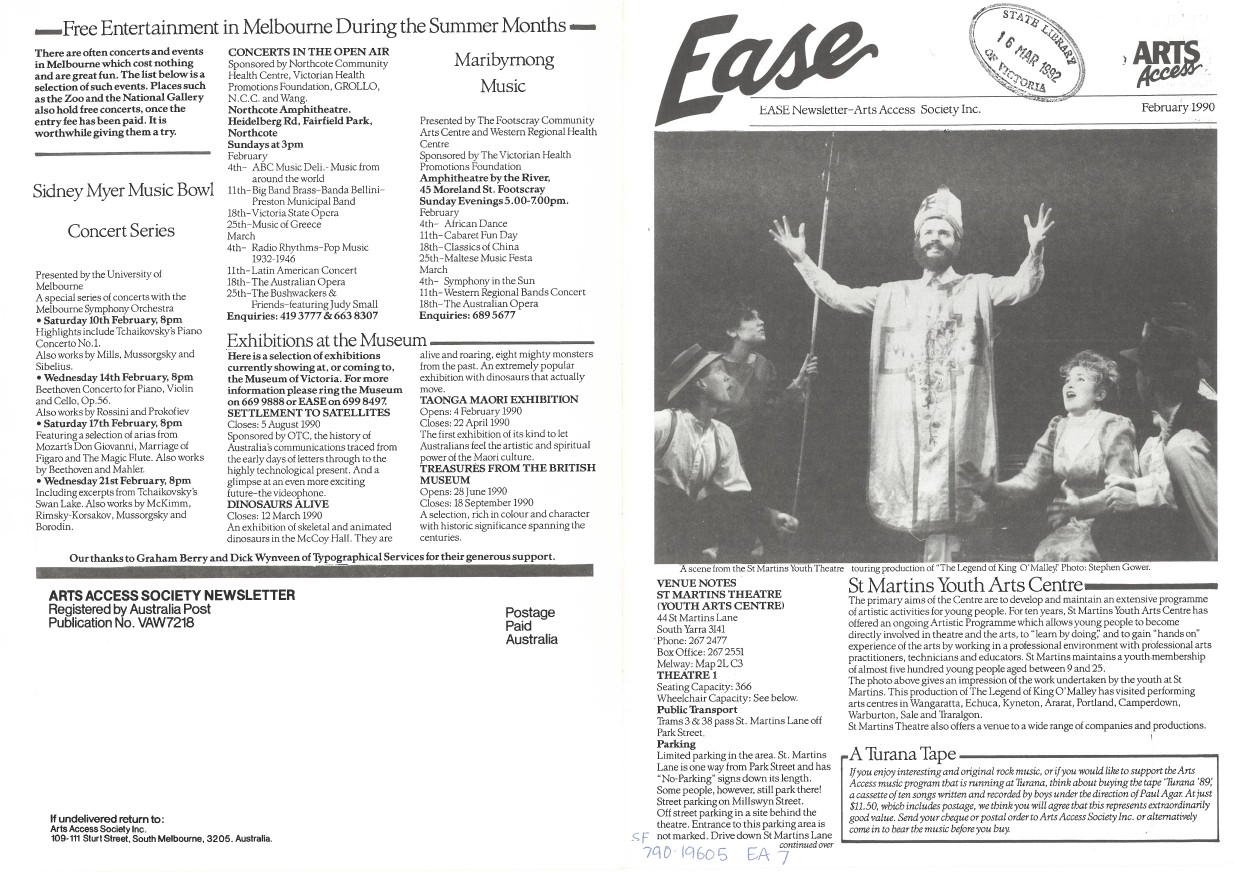 Free Entertainment in Melbourne During the Summer Months
There are often concerts and events
in Melbourne which cost nothing
and are great fun. The list below is a
selection of such events. Places such
as the Zoo and the National Gallery
also hold free concerts, once the
entry fee has been paid. It is
worthwhile giving them a try.
Sidney Myer Music Bowl
Concert Series
Presented by the University of
Melbourne
A special series of concerts with the
Melbourne Symphony Orchestra
• Saturday 10th February, 8pm
Highlights include Tchaikovsky's Piano
Concerto No.1.
Also works by Mills, Mussorgsky and
Sibelius.
• Wednesday 14th February, 8pm
Beethoven Concerto for Piano, Violin
and Cello, Op.56.
Also works by Rossini and Prokofiev
• Saturday 17th February, 8pm
Featuring a selection of arias from
Mozart's Don Giovanni, Marriage of
Figaro and The Magic Flute. Also works
by Beethoven and Mahler.
• Wednesday 21st February, 8pm
Including excerpts from Tchaikovsky's
Swan Lake. Also works by McKimm,
Rimsky-Korsakov, Mussorgsky and
Borodin.
CONCERTS IN THE OPEN AIR
Sponsored by Northcote Community
Health Centre, Victorian Health
Promotions Foundation, GROLLO,
N.C.C. and Wang.
Northcote Amphitheatre.
Heidelberg Rd, Fairfield Park,
Northcote
Sundays at 3pm
February
4th– ABC Music Deli.- Music from
around the world
11th–Big Band Brass–Banda Bellini–
Preston Municipal Band
18th–Victoria State Opera
25th–Music of Greece
March
4th– Radio Rhythms–Pop Music
1932-1946
11th–Latin American Concert
18th–The Australian Opera
25th–The Bushwackers &
Friends–featuring Judy Small
Enquiries: 419 3777 & 663 8307
Maribyrnong
Music
Presented by The Footscray Community
Arts Centre and Western Regional Health
Centre
Sponsored by The Victorian Health
Promotions Foundation
Amphitheatre by the River,
45 Moreland St. Footscray
Sunday Evenings 5.00-7.00pm.
February
4th– African Dance
11th–Cabaret Fun Day
18th–Classics of China
25th–Maltese Music Festa
March
4th– Symphony in the Sun
11th–Western Regional Bands Concert
18th–The Australian Opera
Enquiries: 689 5677
Exhibitions at the Museum
Here is a selection of exhibitions
currently showing at, or coming to,
the Museum of Victoria. For more
information please ring the Museum
on 669 9888 or EASE on 699 8497.
SETTLEMENT TO SATELLITES
Closes: 5 August 1990
Sponsored by OTC, the history of
Australia's communications traced from
the early days of letters through to the
highly technological present. And a
glimpse at an even more exciting
future–the videophone.
DINOSAURS ALIVE
Closes: 12 March 1990
An exhibition of skeletal and animated
dinosaurs in the McCoy Hall. They are
alive and roaring, eight mighty monsters
from the past. An extremely popular
exhibition with dinosaurs that actually
move.
TAONGA MAORI EXHIBITION
Opens: 4 February 1990
Closes: 22 April 1990
The first exhibition of its kind to let
Australians feel the artistic and spiritual
power of the Maori culture.
TREASURES FROM THE BRITISH
MUSEUM
Opens: 28 June 1990
Closes: 18 September 1990
A selection, rich in colour and character
with historic significance spanning the
centuries.
Our thanks to Graham Berry and Dick Wynveen of Typographical Services for their generous support.
ARTS ACCESS SOCIETY NEWSLETTER
Registered by Australia Post
Publication No. VAW7218
Postage
Paid
Australia
If undelivered return to:
Arts Access Society Inc.
109-111 Sturt Street, South Melbourne, 3205. Australia.
Ease
STATE LIBRARY
16 MAR 1992
OF VICTORIA
ARTS
Access
EASE Newsletter–Arts Access Society Inc.
February 1990
A scene from the St Martins Youth Theatre touring production of "The Legend of King O'Malley." Photo: Stephen Gower.
VENUE NOTES
ST MARTINS THEATRE
(YOUTH ARTS CENTRE)
44 St Martins Lane
South Yarra 3141
Phone: 267 2477
Box Office: 267 2551
Melway: Map 2L C3
THEATRE 1
Seating Capacity: 366
Wheelchair Capacity: See below.
Public Transport
Trams 3 & 38 pass St. Martins Lane off
Park Street.
Parking
Limited parking in the area. St. Martins
Lane is one way from Park Street and has
"No-Parking" signs down its length.
Some people, however, still park there!
Street parking on Millswyn Street.
Off street parking in a site behind the
theatre. Entrance to this parking area is
not marked. Drive down St Martins Lane
continued over
St Martins Youth Arts Centre
The primary aims of the Centre are to develop and maintain an extensive programme
of artistic activities for young people. For ten years, St Martins Youth Arts Centre has
offered an ongoing Artistic Programme which allows young people to become
directly involved in theatre and the arts, to "learn by doing," and to gain "hands on"
experience of the arts by working in a professional environment with professional arts
practitioners, technicians and educators. St Martins maintains a youth membership
of almost five hundred young people aged between 9 and 25.
The photo above gives an impression of the work undertaken by the youth at St
Martins. This production of The Legend of King O'Malley has visited performing
arts centres in Wangaratta, Echuca, Kyneton, Ararat, Portland, Camperdown,
Warburton, Sale and Traralgon.
St Martins Theatre also offers a venue to a wide range of companies and productions.
A Turana Tape
If you enjoy interesting and original rock music, or if you would like to support the Arts
Access music program that is running at Turana, think about buying the tape 'Turana '89,'
a cassette of ten songs written and recorded by boys under the direction of Paul Agar. At just
$11.50, which includes postage, we think you will agree that this represents extraordinarily
good value. Send your cheque or postal order to Arts Access Society Inc. or alternatively
come in to hear the music before you buy.
SF
790.19605 EA 7